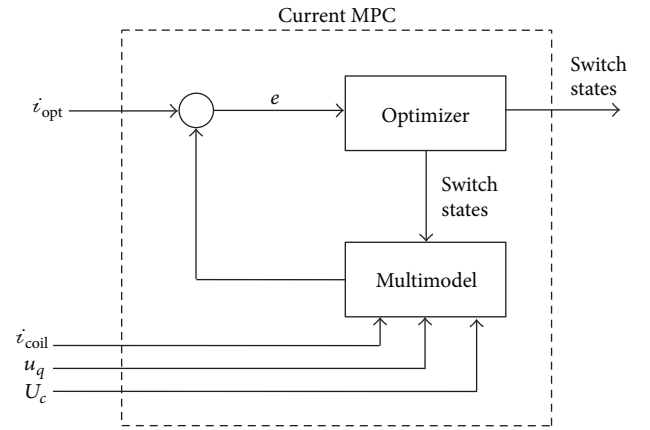 Current MPC
Switch
states
i_opt
e
Optimizer
Switch
states
Multimodel
i_coil
u_q
U_c